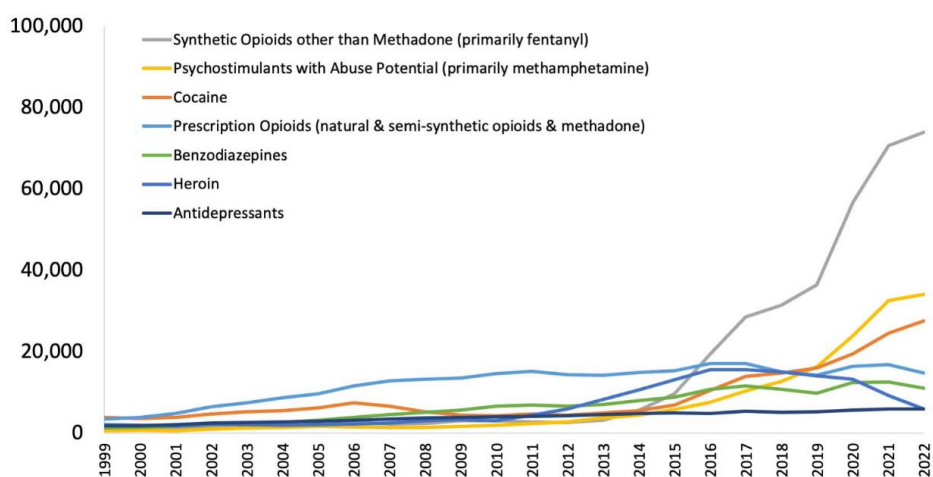 100,000
Synthetic Opioids other than Methadone (primarily fentanyl)
Psychostimulants with Abuse Potential (primarily methamphetamine)
80,000
Cocaine
Prescription Opioids (natural & semi-synthetic opioids & methadone)
Benzodiazepines
60,000
Heroin
Antidepressants
40,000
20,000
0
1999 2000 2001 2002 2003 2004 2005 2006 2007 2008 2009 2010 2011 2012 2013 2014 2015 2016 2017 2018 2019 2020 2021 2022